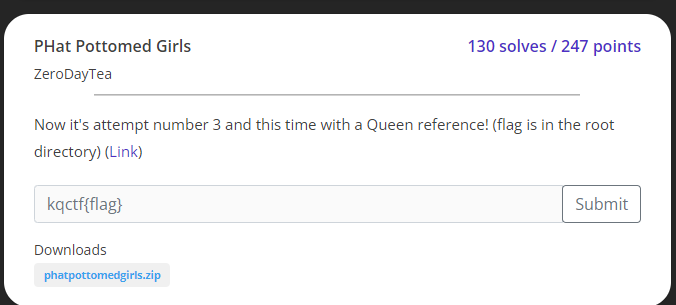 PHat Pottomed Girls
130 solves / 247 points
ZeroDayTea
Now it's attempt number 3 and this time with a Queen reference! (flag is in the root
directory) (Link)
kqctf{flag}
Submit
Downloads
phatpottomedgirls.zip